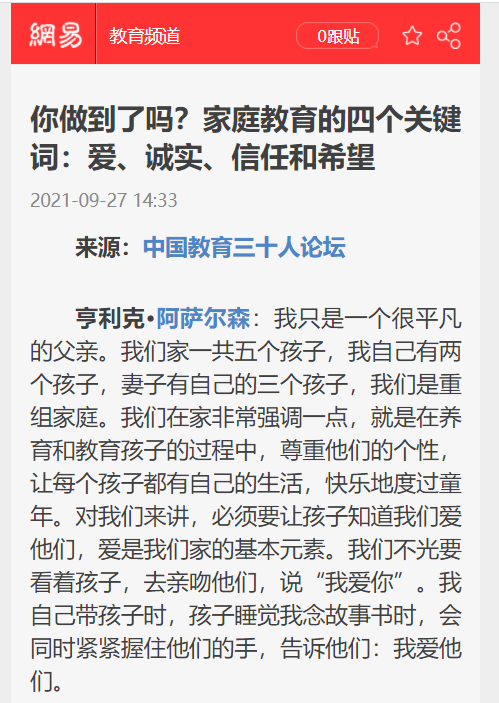 網易
教育频道
0跟贴
你做到了吗？家庭教育的四个关键
词：爱、诚实、信任和希望
2021-09-27 14:33
来源：中国教育三十人论坛
亨利克·阿萨尔森：我只是一个很平凡
的父亲。我们家一共五个孩子，我自己有两
个孩子，妻子有自己的三个孩子，我们是重
组家庭。我们在家非常强调一点，就是在养
育和教育孩子的过程中，尊重他们的个性，
让每个孩子都有自己的生活，快乐地度过童
年。对我们来讲，必须要让孩子知道我们爱
他们，爱是我们家的基本元素。我们不光要
看着孩子，去亲吻他们，说“我爱你”。我
自己带孩子时，孩子睡觉我念故事书时，会
同时紧紧握住他们的手，告诉他们：我爱他
们。